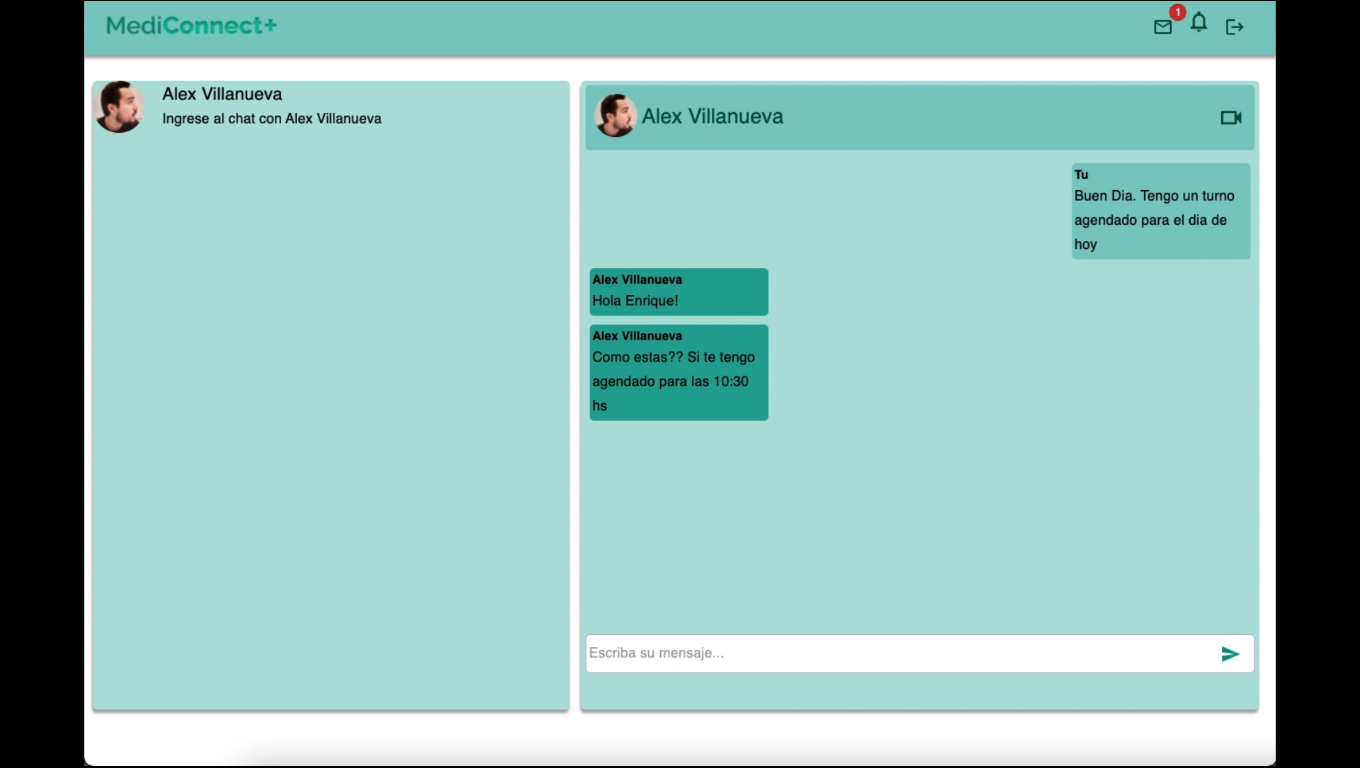 MediConnect+
1
Alex Villanueva
Ingrese al chat con Alex Villanueva
Alex Villanueva
Tu
Buen Dia. Tengo un turno
agendado para el dia de
hoy
Alex Villanueva
Hola Enrique!
Alex Villanueva
Como estas?? Si te tengo
agendado para las 10:30
hs
Escriba su mensaje...